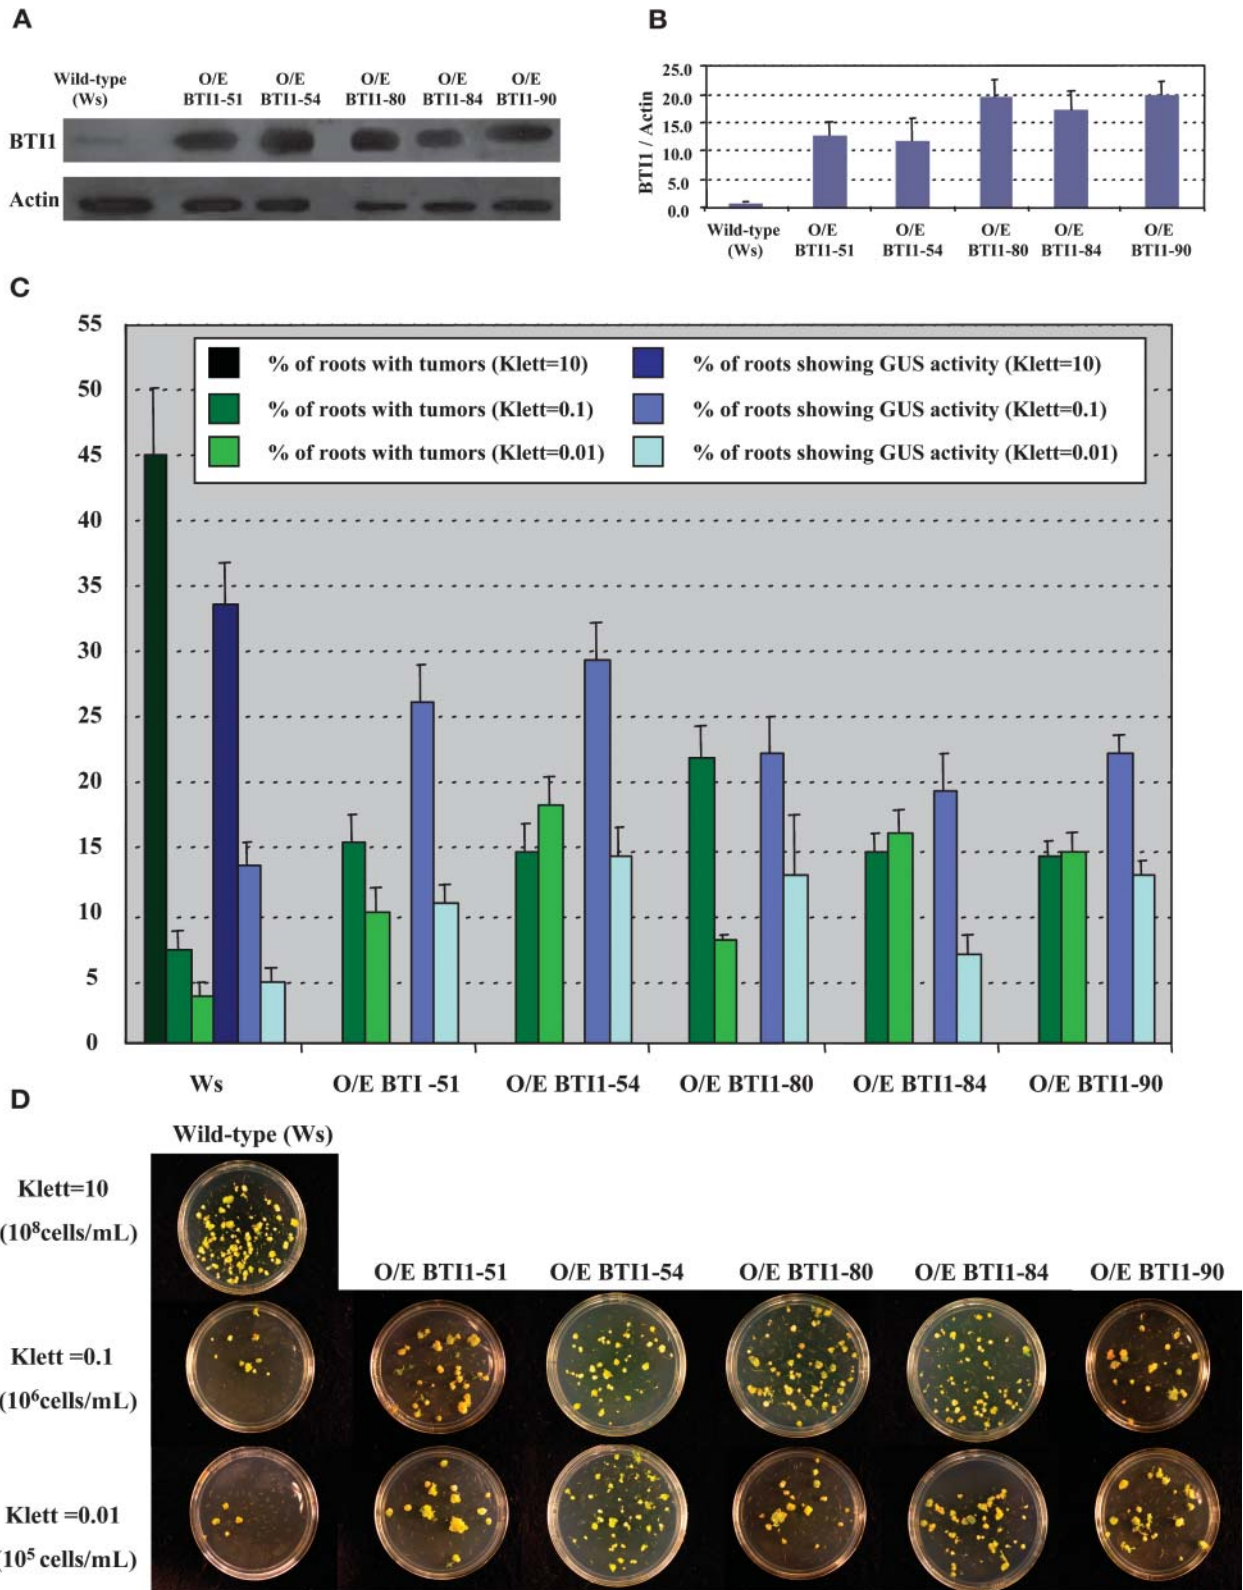 A
Wild-type O/E O/E O/E O/E O/E
(Ws) BTI1-51 BTI1-54 BTI1-80 BTI1-84 BTI1-90
BTI1
Actin
B
BTI1 / Actin
25.0
20.0
15.0
10.0
5.0
0.0
Wild-type O/E O/E O/E O/E O/E
(Ws) BTI1-51 BTI1-54 BTI1-80 BTI1-84 BTI1-90
C
55
50
45
40
35
30
25
20
15
10
5
0
% of roots with tumors (Klett=10)
% of roots with tumors (Klett=0.1)
% of roots with tumors (Klett=0.01)
% of roots showing GUS activity (Klett=10)
% of roots showing GUS activity (Klett=0.1)
% of roots showing GUS activity (Klett=0.01)
Ws O/E BTI -51 O/E BTI1-54 O/E BTI1-80 O/E BTI1-84 O/E BTI1-90
D
Wild-type (Ws)
Klett=10
(10⁸cells/mL)
O/E BTI1-51 O/E BTI1-54 O/E BTI1-80 O/E BTI1-84 O/E BTI1-90
Klett =0.1
(10⁶cells/mL)
Klett =0.01
(10⁵ cells/mL)